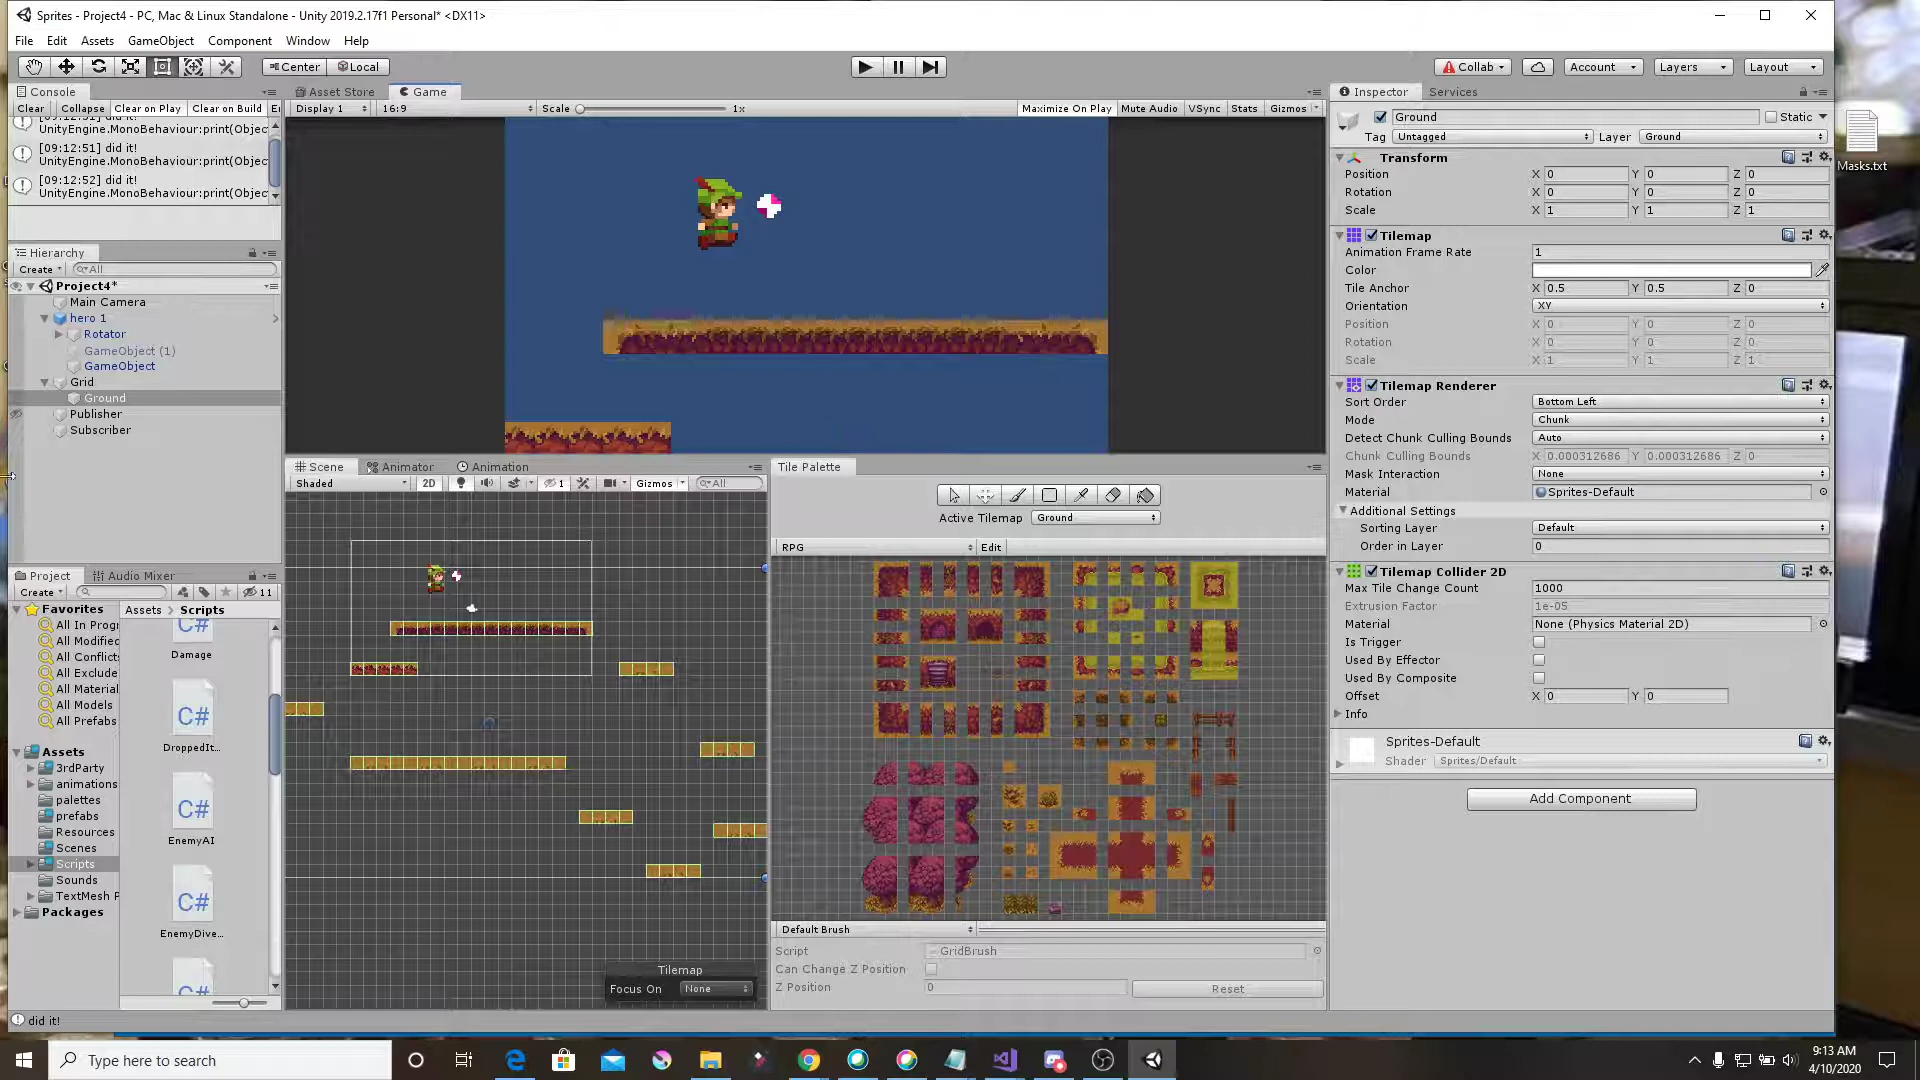 Sprites - Project4 - PC, Mac & Linux Standalone - Unity 2019.2.17f1 Personal* <DX11>
File Edit Assets GameObject Component Window Help
Center Local Collab Account Layers Layout
Console
Clear Collapse Clear on Play Clear on Build
UnityEngine.MonoBehaviour:print(Objec
[09:12:51] did it!
UnityEngine.MonoBehaviour:print(Objec
[09:12:52] did it!
UnityEngine.MonoBehaviour:print(Objec
Hierarchy
Create All
Project4*
Main Camera
hero 1
Rotator
GameObject (1)
GameObject
Grid
Ground
Publisher
Subscriber
Project Audio Mixer
Create 11
Favorites
All In Progr
All Modified
All Conflicts
All Exclude
All Material
All Models
All Prefabs
Assets
3rdParty
animations
palettes
prefabs
Resources
Scenes
Scripts
Sounds
TextMesh P
Packages
Assets Scripts
C#
Damage
C#
DroppedIt...
C#
EnemyAI
C#
EnemyDive...
C#
did it!
Asset Store Game
Display 1 16:9 Scale 1x Maximize On Play Mute Audio VSync Stats Gizmos
Scene Animator Animation
Shaded 2D 1 Gizmos All
Tilemap
Focus On None
Tile Palette
Active Tilemap Ground
RPG Edit
Default Brush
Script GridBrush
Can Change Z Position
Z Position 0 Reset
Inspector Services
Ground Static
Tag Untagged Layer Ground
Transform
Position X 0 Y 0 Z 0
Rotation X 0 Y 0 Z 0
Scale X 1 Y 1 Z 1
Tilemap
Animation Frame Rate 1
Color
Tile Anchor X 0.5 Y 0.5 Z 0
Orientation XY
Position X 0 Y 0 Z 0
Rotation X 0 Y 0 Z 0
Scale X 1 Y 1 Z 1
Tilemap Renderer
Sort Order Bottom Left
Mode Chunk
Detect Chunk Culling Bounds Auto
Chunk Culling Bounds X 0.000312686 Y 0.000312686 Z 0
Mask Interaction None
Material Sprites-Default
Additional Settings
Sorting Layer Default
Order in Layer 0
Tilemap Collider 2D
Max Tile Change Count 1000
Extrusion Factor 1e-05
Material None (Physics Material 2D)
Is Trigger
Used By Effector
Used By Composite
Offset X 0 Y 0
Info
Sprites-Default
Shader Sprites/Default
Add Component
Masks.txt
Type here to search
9:13 AM
4/10/2020